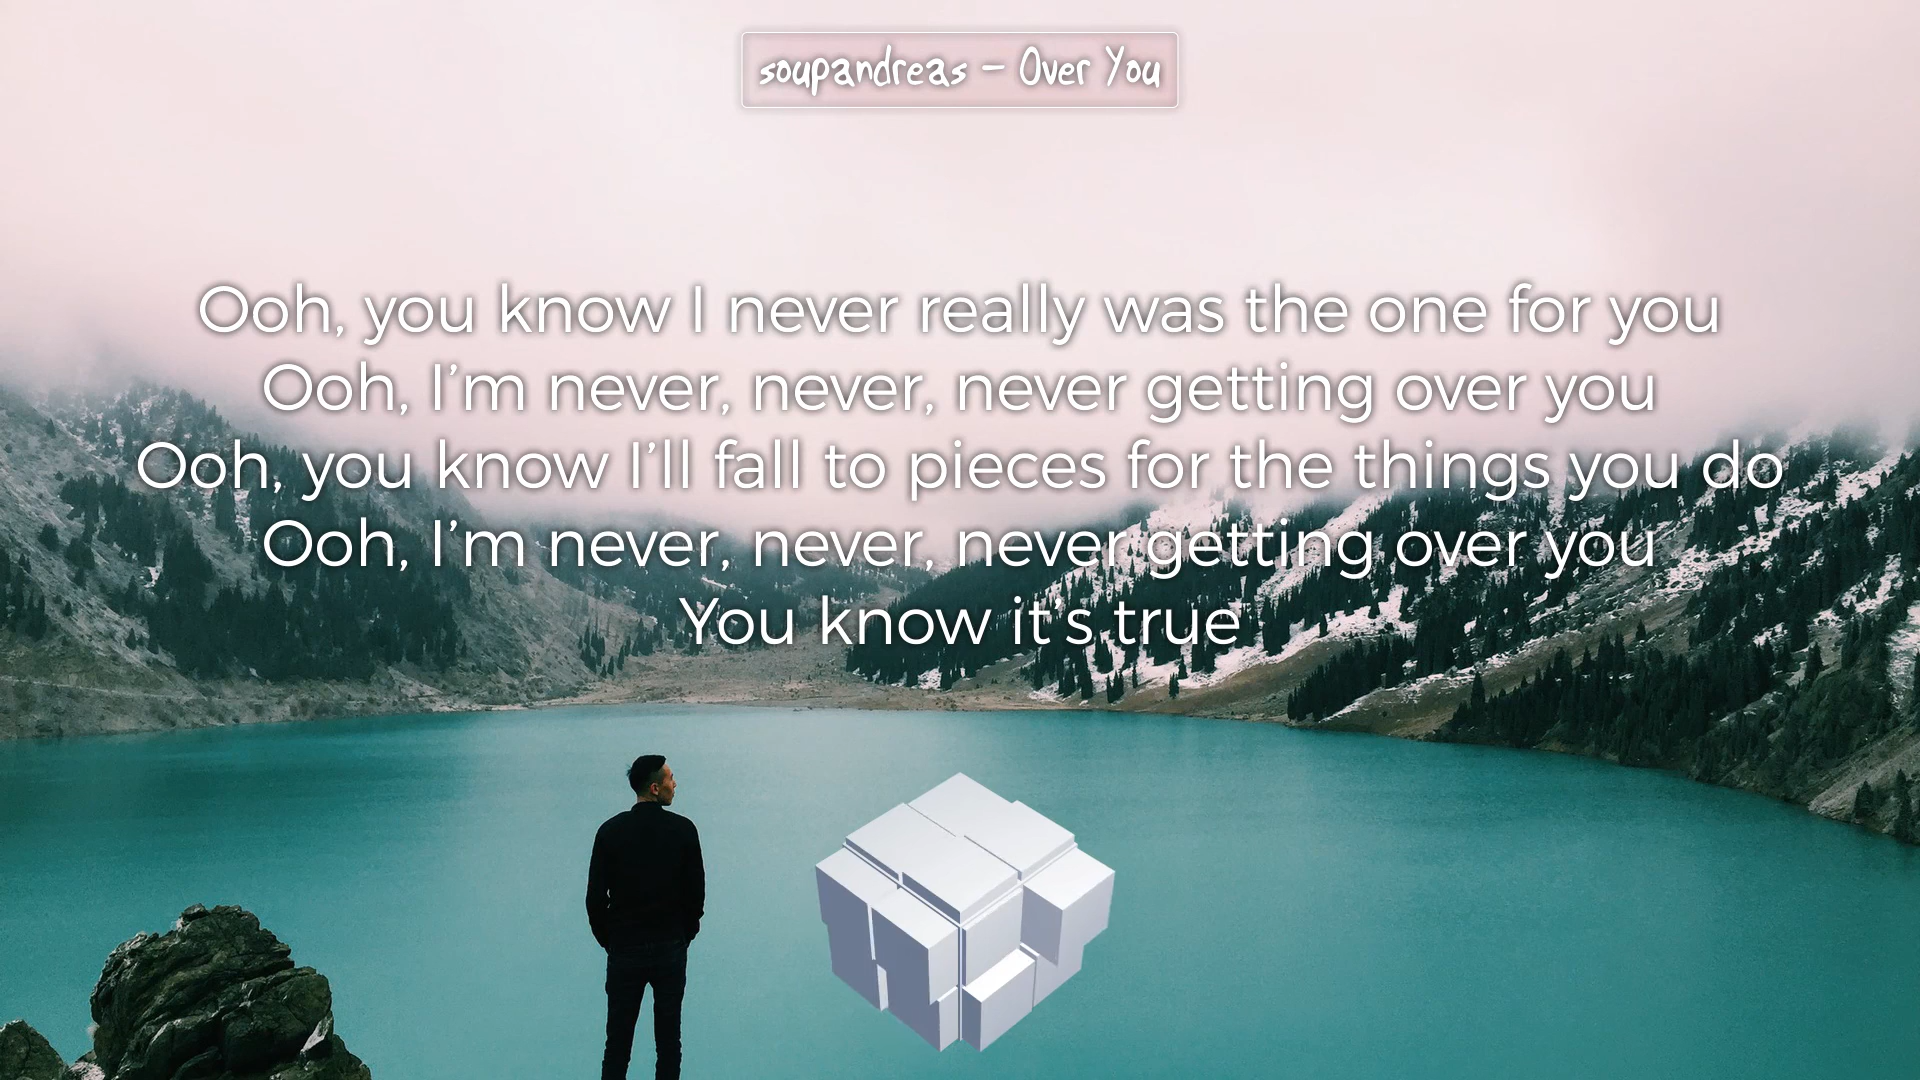 soupandreas - Over You
Ooh, you know I never really was the one for you
Ooh, I’m never, never, never getting over you
Ooh, you know I’ll fall to pieces for the things you do
Ooh, I’m never, never, never getting over you
You know it’s true